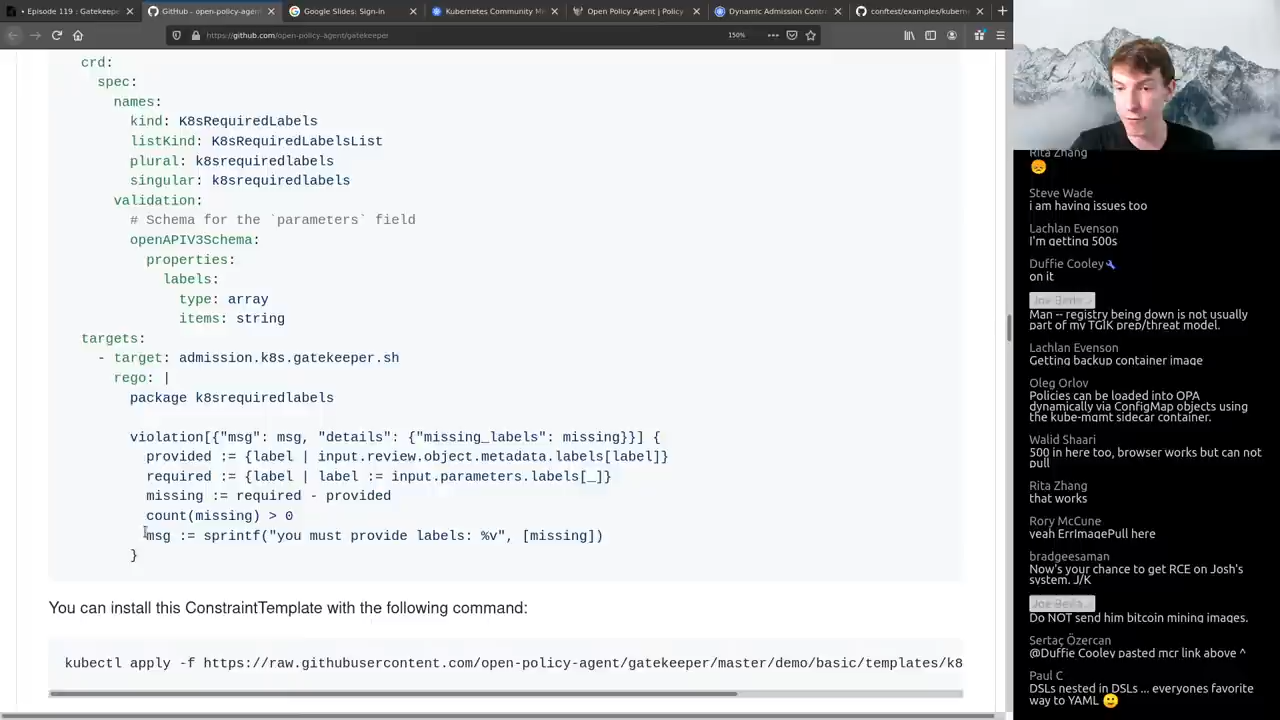 • Episode 119 : Gatekeepe
GitHub - open-policy-agen
Google Slides: Sign-in
Kubernetes Community M
Open Policy Agent | Policy
Dynamic Admission Contr
conftest/examples/kuberne
https://github.com/open-policy-agent/gatekeeper
150%
crd:
spec:
names:
kind: K8sRequiredLabels
listKind: K8sRequiredLabelsList
plural: k8srequiredlabels
singular: k8srequiredlabels
validation:
# Schema for the `parameters` field
openAPIV3Schema:
properties:
labels:
type: array
items: string
targets:
- target: admission.k8s.gatekeeper.sh
rego: |
package k8srequiredlabels
violation[{"msg": msg, "details": {"missing_labels": missing}}] {
provided := {label | input.review.object.metadata.labels[label]}
required := {label | label := input.parameters.labels[_]}
missing := required - provided
count(missing) > 0
msg := sprintf("you must provide labels: %v", [missing])
}
You can install this ConstraintTemplate with the following command:
kubectl apply -f https://raw.githubusercontent.com/open-policy-agent/gatekeeper/master/demo/basic/templates/k8
Rita Zhang
Steve Wade
i am having issues too
Lachlan Evenson
I'm getting 500s
Duffie Cooley
on it
Man -- registry being down is not usually
part of my TGIK prep/threat model.
Lachlan Evenson
Getting backup container image
Oleg Orlov
Policies can be loaded into OPA
dynamically via ConfigMap objects using
the kube-mgmt sidecar container.
Walid Shaari
500 in here too, browser works but can not
pull
Rita Zhang
that works
Rory McCune
yeah ErrImagePull here
bradgeesaman
Now's your chance to get RCE on Josh's
system. J/K
Do NOT send him bitcoin mining images.
Sertaç Özercan
@Duffie Cooley pasted mcr link above ^
Paul C
DSLs nested in DSLs ... everyones favorite
way to YAML